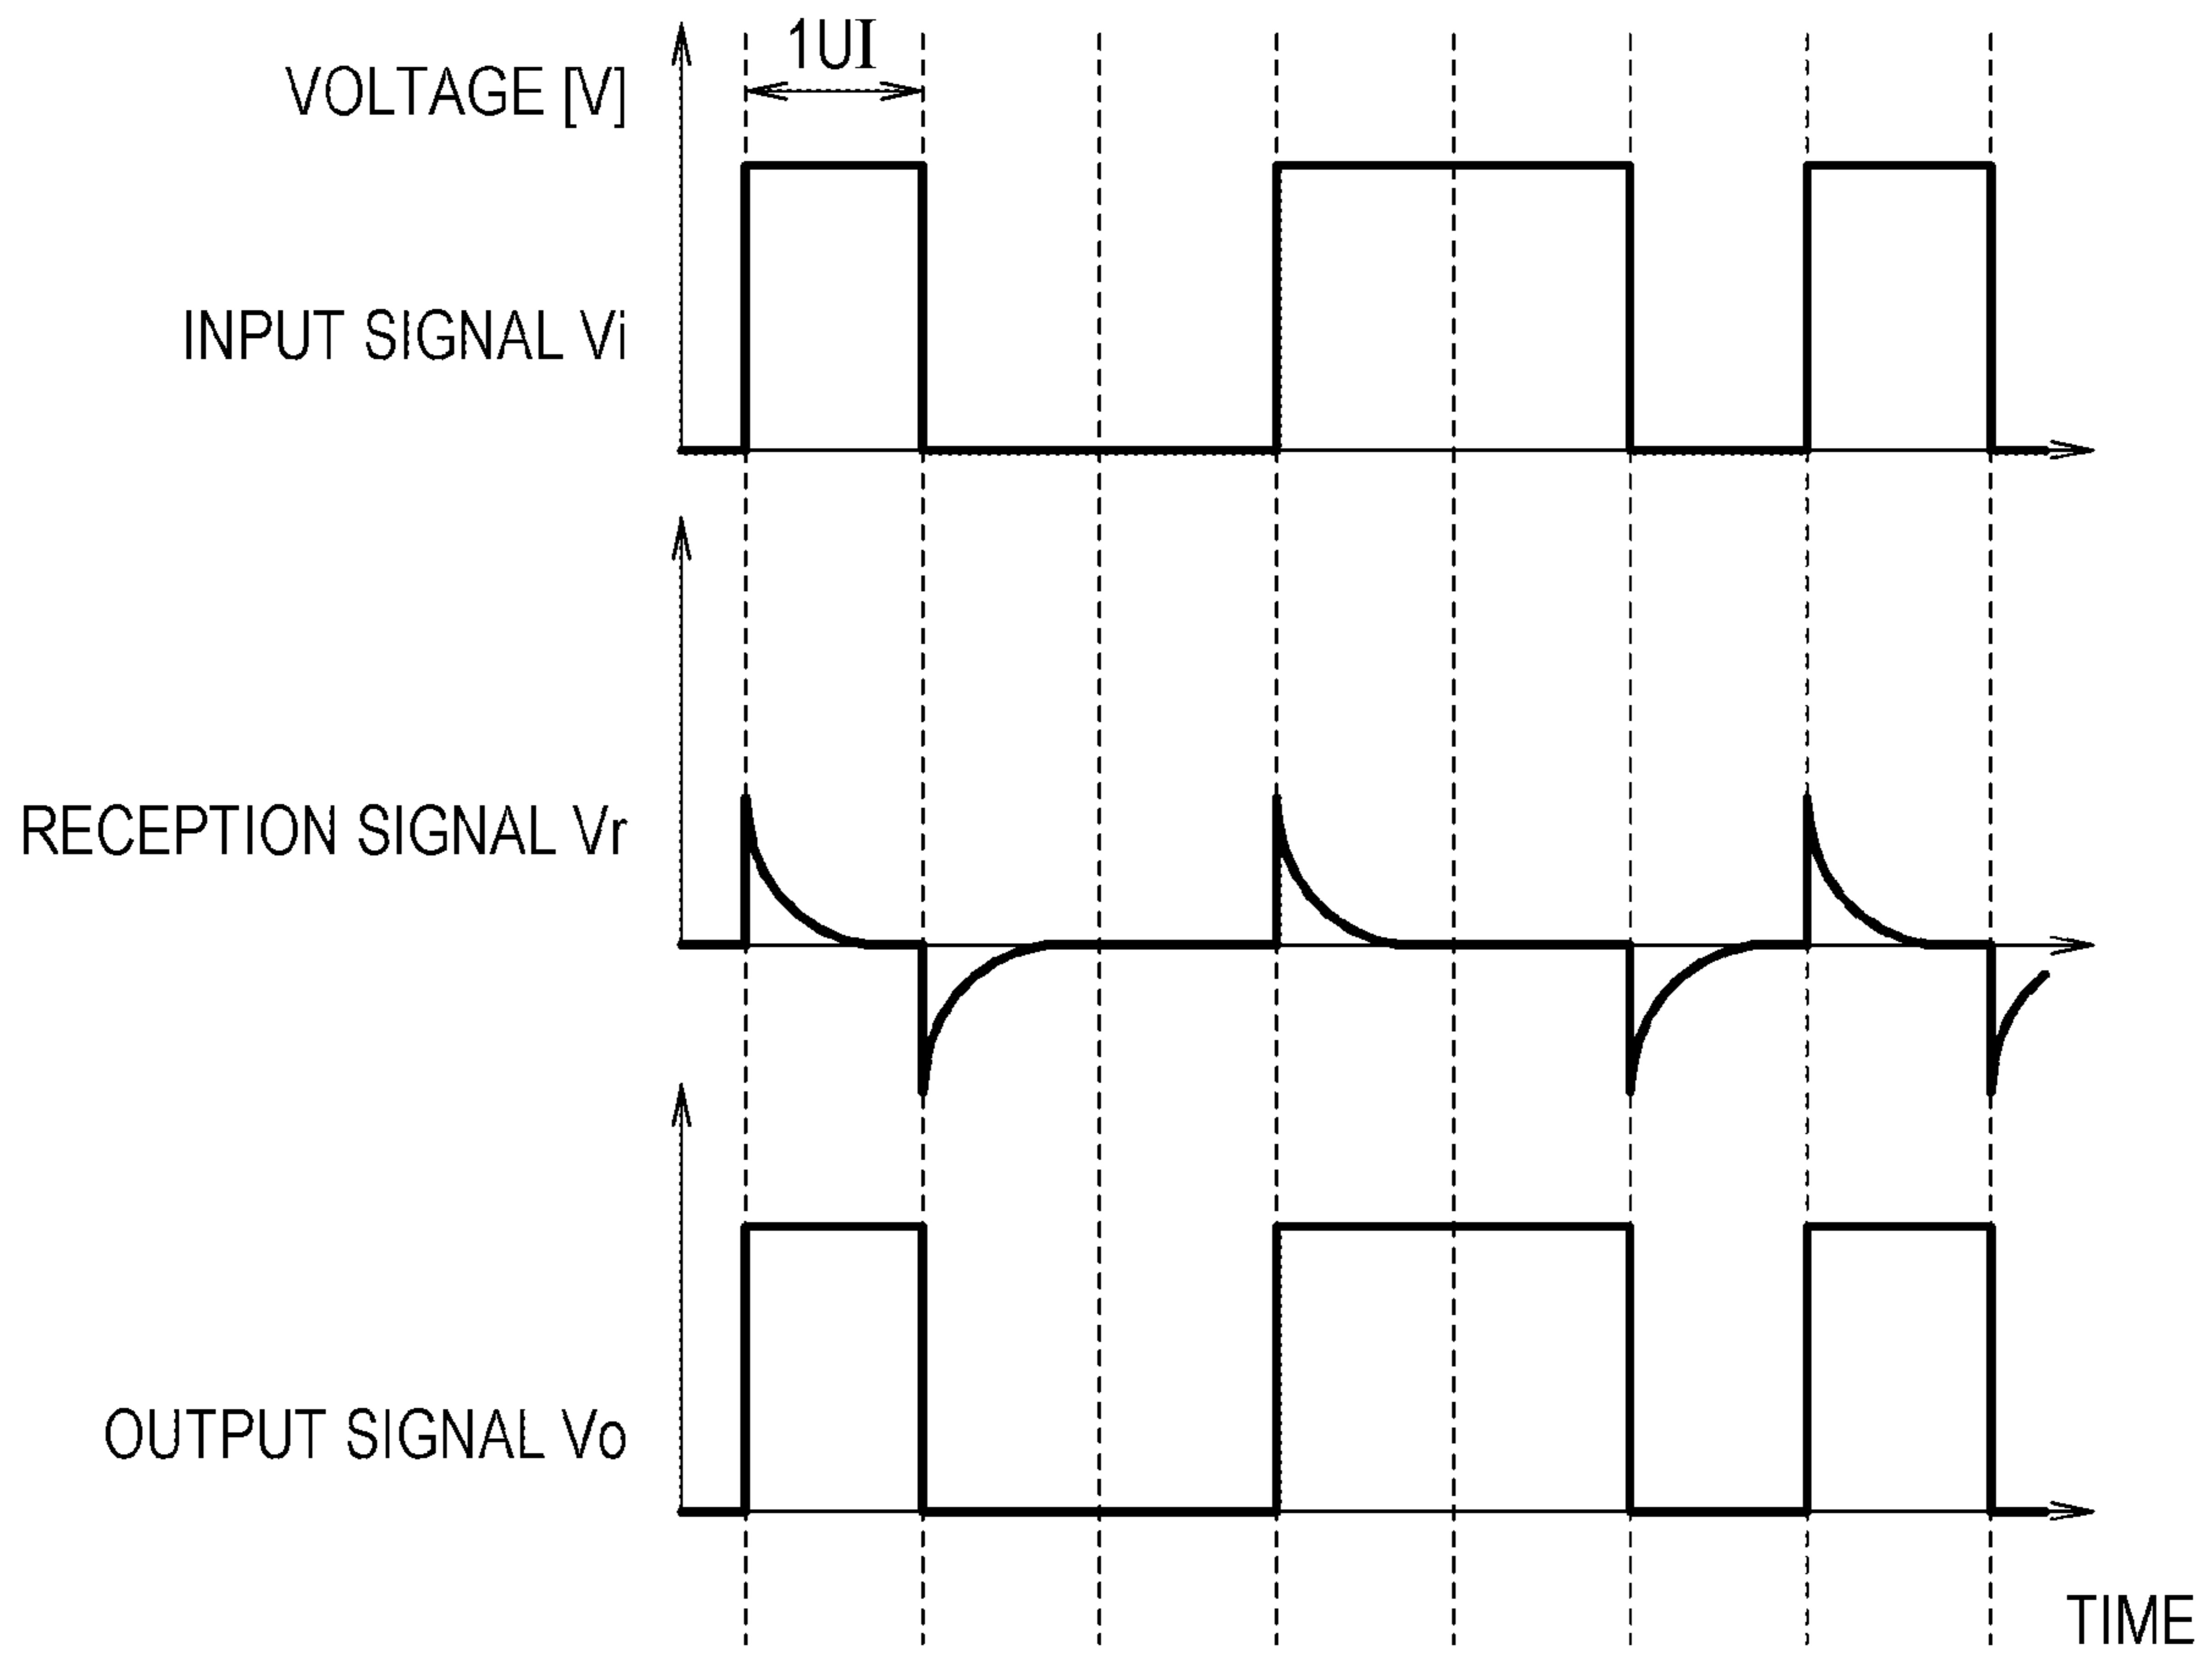 1UI
VOLTAGE [V]
INPUT SIGNAL Vi
RECEPTION SIGNAL Vr
OUTPUT SIGNAL Vo
TIME